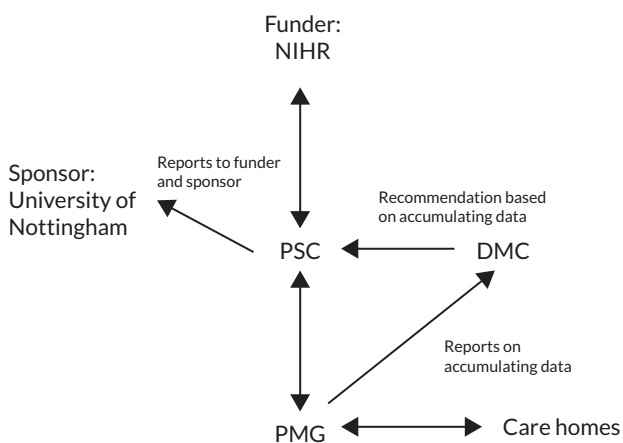 Funder:
NIHR
Sponsor:
University of
Nottingham
Reports to funder
and sponsor
Recommendation based
on accumulating data
PSC
DMC
Reports on
accumulating data
PMG
Care homes